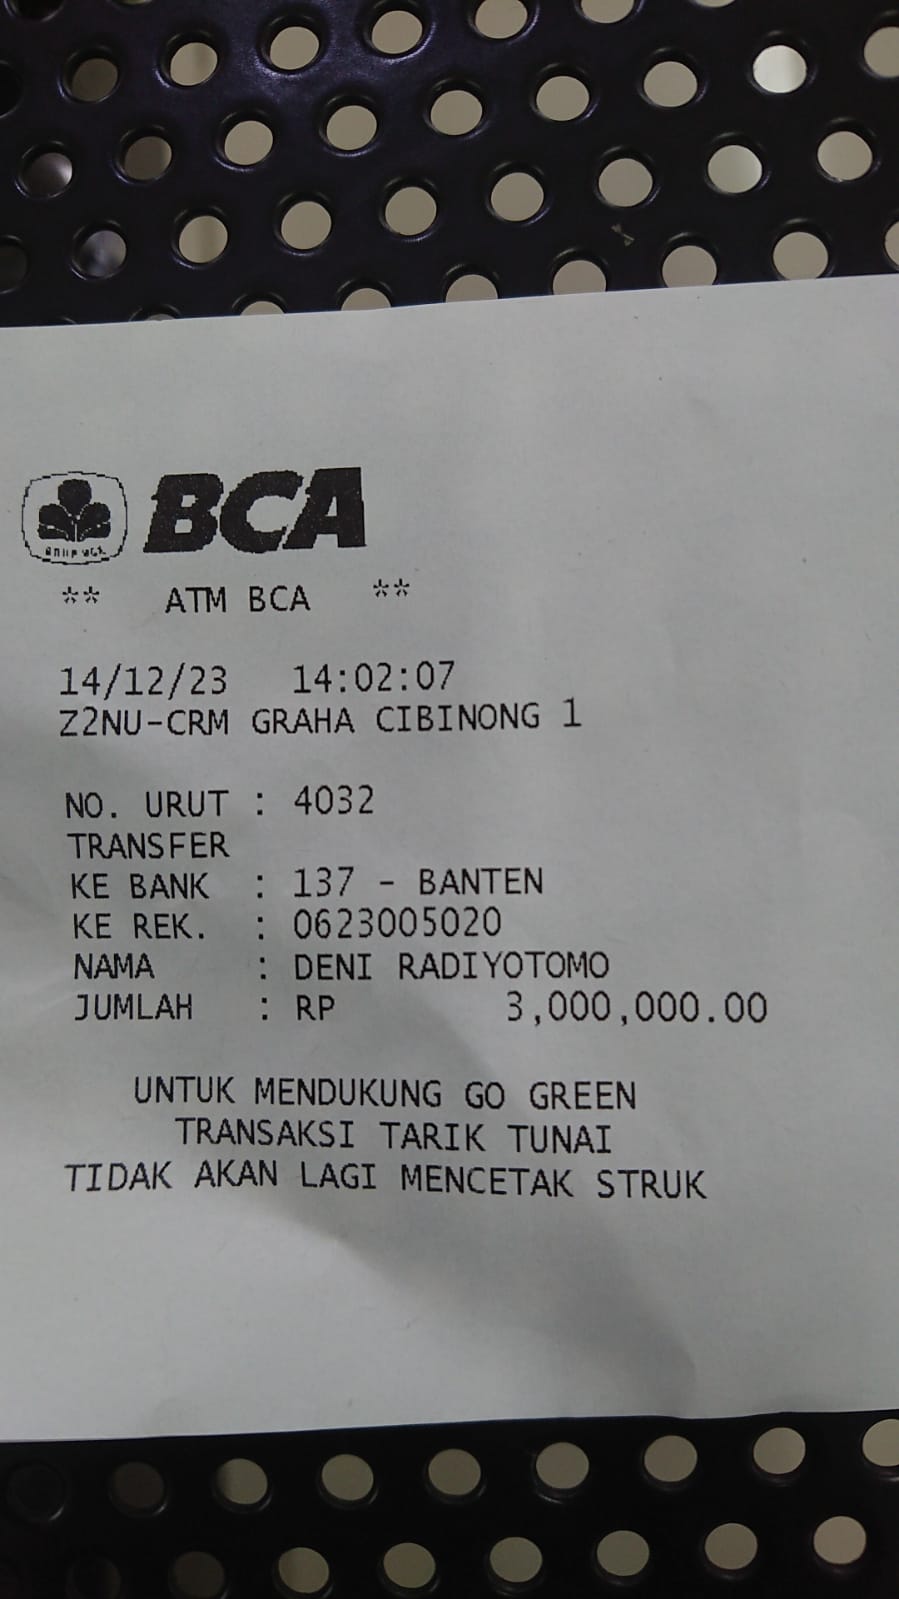 BCA
** ATM BCA **
14/12/23 14:02:07
Z2NU-CRM GRAHA CIBINONG 1
NO. URUT : 4032
TRANSFER
KE BANK : 137 - BANTEN
KE REK. : 0623005020
NAMA : DENI RADIYOTOMO
JUMLAH : RP 3,000,000.00
UNTUK MENDUKUNG GO GREEN
TRANSAKSI TARIK TUNAI
TIDAK AKAN LAGI MENCETAK STRUK